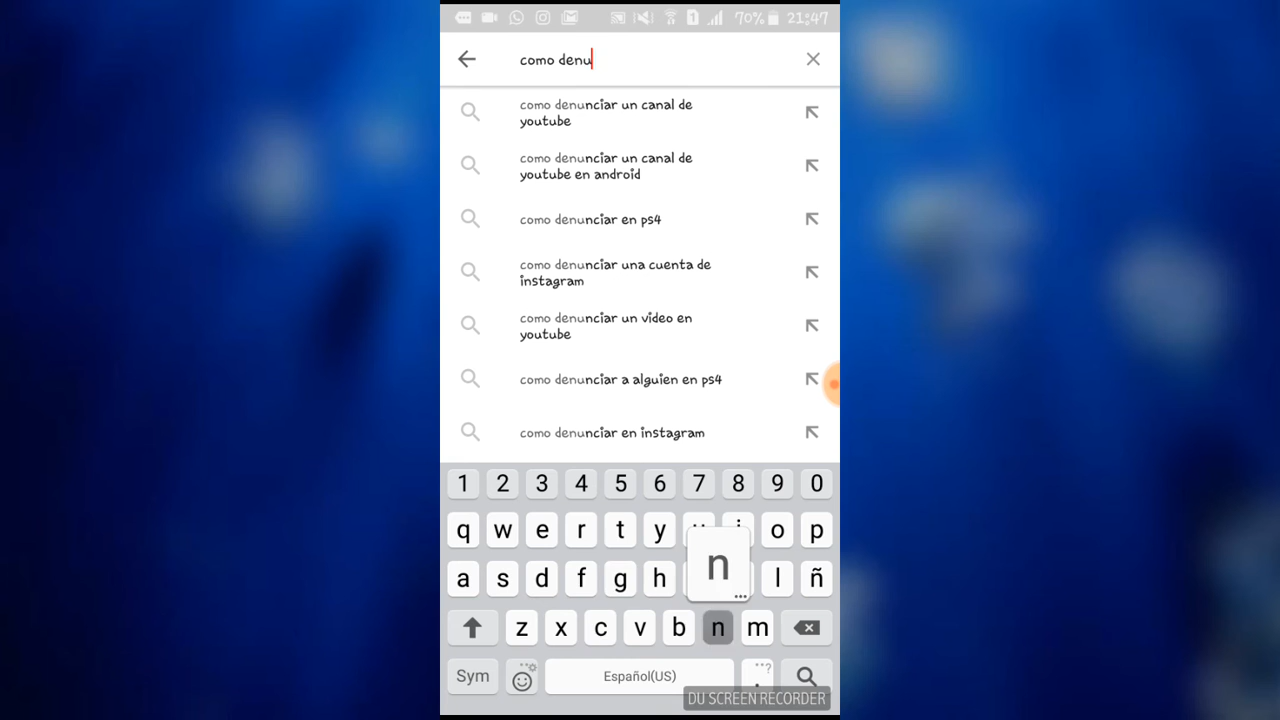 70% 21:47
como denu
como denunciar un canal de
youtube
como denunciar un canal de
youtube en android
como denunciar en ps4
como denunciar una cuenta de
instagram
como denunciar un video en
youtube
como denunciar a alguien en ps4
como denunciar en instagram
1 2 3 4 5 6 7 8 9 0
q w e r t y u i o p
n
a s d f g h l ñ
z x c v b n m
Sym Español(US) .
DU SCREEN RECORDER